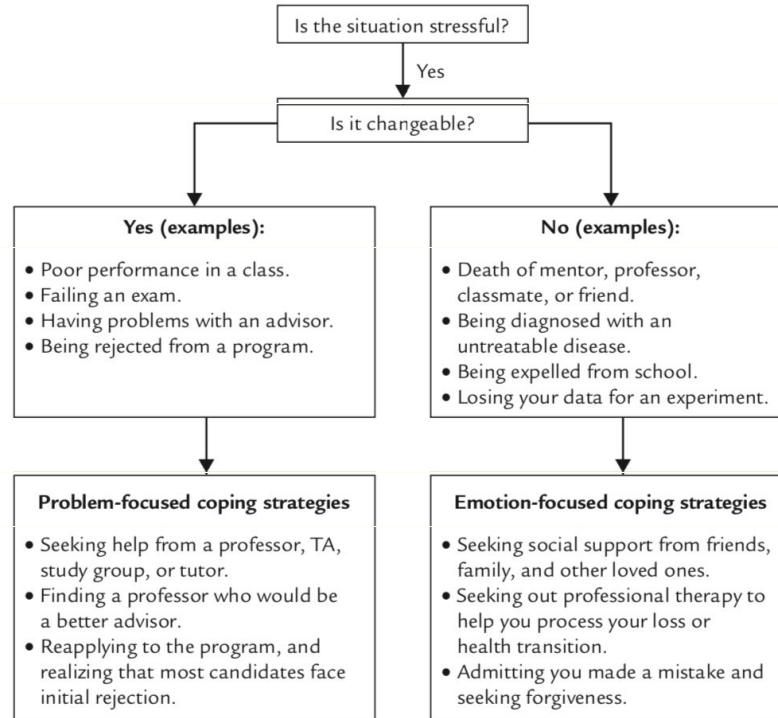 Is the situation stressful?
Yes
Is it changeable?
Yes (examples):
• Poor performance in a class.
• Failing an exam.
• Having problems with an advisor.
• Being rejected from a program.
No (examples):
• Death of mentor, professor,
classmate, or friend.
• Being diagnosed with an
untreatable disease.
• Being expelled from school.
• Losing your data for an experiment.
Problem-focused coping strategies
• Seeking help from a professor, TA,
study group, or tutor.
• Finding a professor who would be
a better advisor.
• Reapplying to the program, and
realizing that most candidates face
initial rejection.
Emotion-focused coping strategies
• Seeking social support from friends,
family, and other loved ones.
• Seeking out professional therapy to
help you process your loss or
health transition.
• Admitting you made a mistake and
seeking forgiveness.